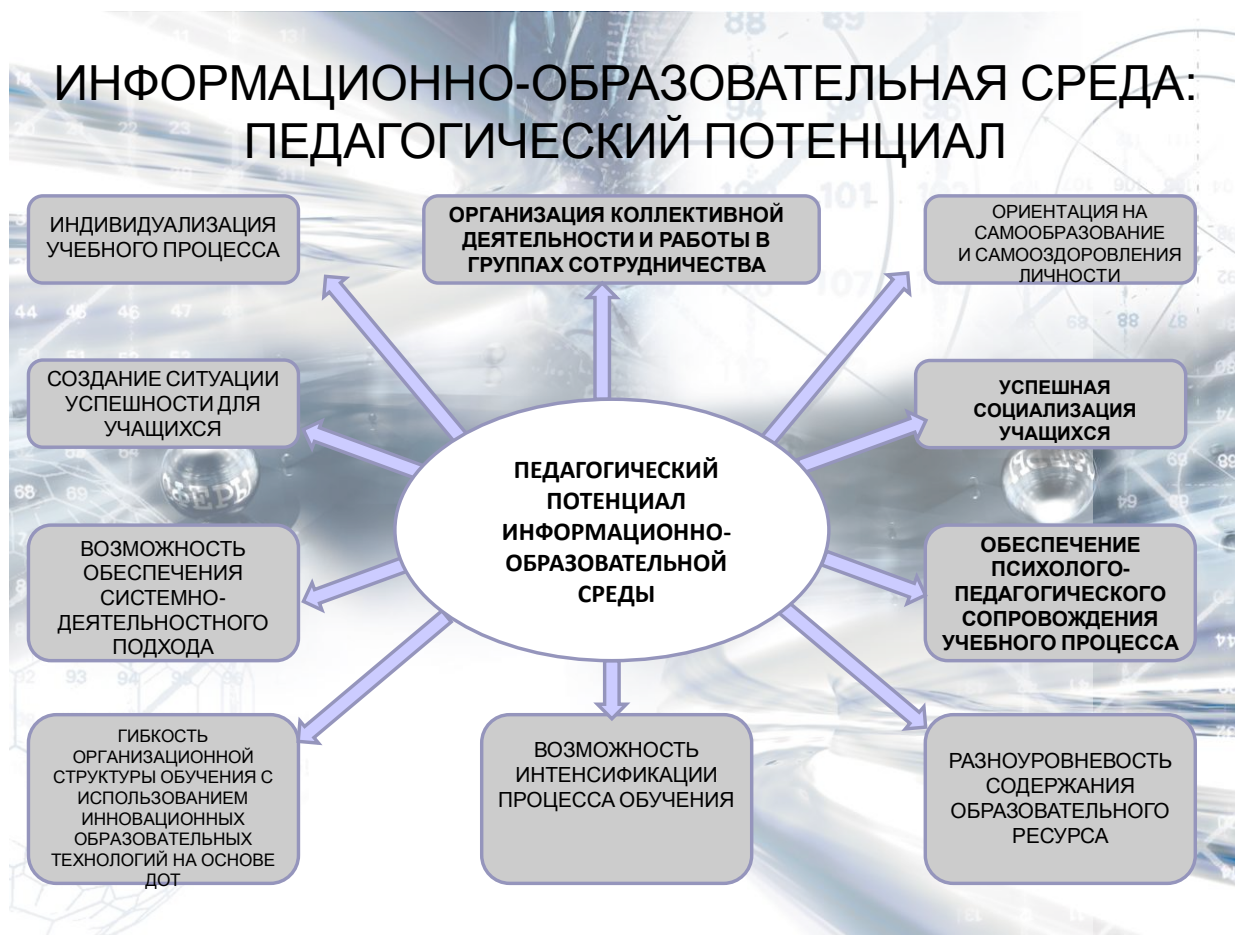 ИНФОРМАЦИОННО-ОБРАЗОВАТЕЛЬНАЯ СРЕДА:
ПЕДАГОГИЧЕСКИЙ ПОТЕНЦИАЛ
ИНДИВИДУАЛИЗАЦИЯ
УЧЕБНОГО ПРОЦЕССА
ОРГАНИЗАЦИЯ КОЛЛЕКТИВНОЙ
ДЕЯТЕЛЬНОСТИ И РАБОТЫ В
ГРУППАХ СОТРУДНИЧЕСТВА
ОРИЕНТАЦИЯ НА
САМООБРАЗОВАНИЕ
И САМООЗДОРОВЛЕНИЯ
ЛИЧНОСТИ
СОЗДАНИЕ СИТУАЦИИ
УСПЕШНОСТИ ДЛЯ
УЧАЩИХСЯ
УСПЕШНАЯ
СОЦИАЛИЗАЦИЯ
УЧАЩИХСЯ
ПЕДАГОГИЧЕСКИЙ
ПОТЕНЦИАЛ
ИНФОРМАЦИОННО-
ОБРАЗОВАТЕЛЬНОЙ
СРЕДЫ
ВОЗМОЖНОСТЬ
ОБЕСПЕЧЕНИЯ
СИСТЕМНО-
ДЕЯТЕЛЬНОСТНОГО
ПОДХОДА
ОБЕСПЕЧЕНИЕ
ПСИХОЛОГО-
ПЕДАГОГИЧЕСКОГО
СОПРОВОЖДЕНИЯ
УЧЕБНОГО ПРОЦЕССА
ГИБКОСТЬ
ОРГАНИЗАЦИОННОЙ
СТРУКТУРЫ ОБУЧЕНИЯ С
ИСПОЛЬЗОВАНИЕМ
ИННОВАЦИОННЫХ
ОБРАЗОВАТЕЛЬНЫХ
ТЕХНОЛОГИЙ НА ОСНОВЕ
ДОТ
ВОЗМОЖНОСТЬ
ИНТЕНСИФИКАЦИИ
ПРОЦЕССА ОБУЧЕНИЯ
РАЗНОУРОВНЕВОСТЬ
СОДЕРЖАНИЯ
ОБРАЗОВАТЕЛЬНОГО
РЕСУРСА